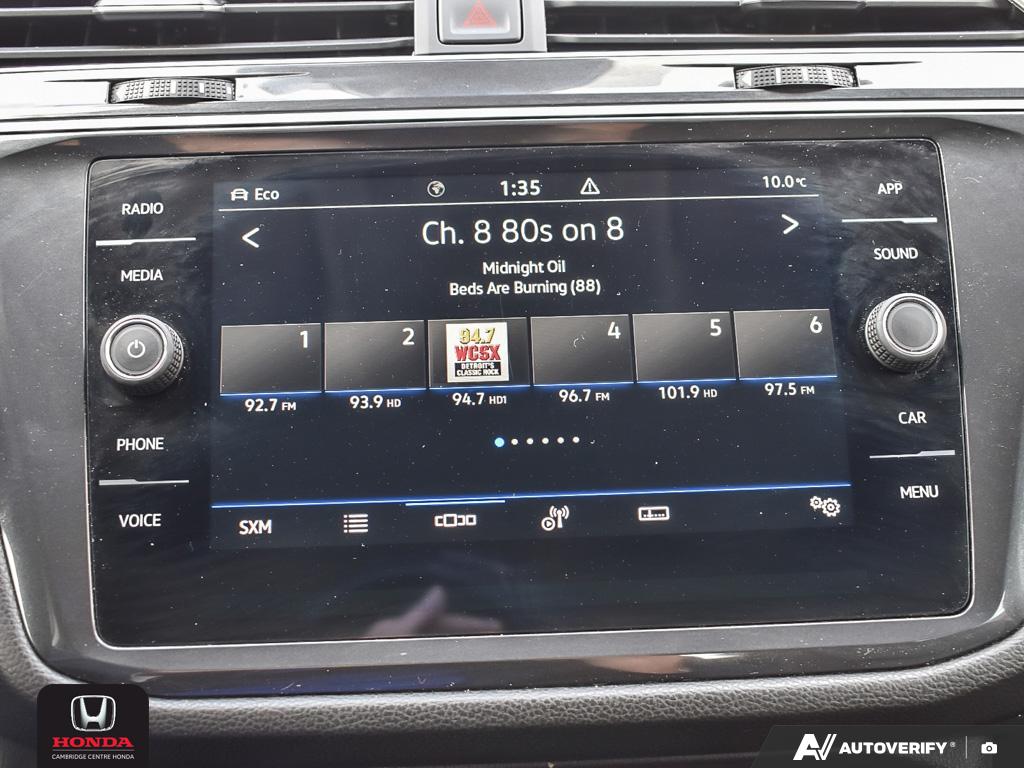 RADIO
MEDIA
PHONE
VOICE
Eco
1:35
10.0°C
< Ch. 8 80s on 8 >
Midnight Oil
Beds Are Burning (88)
1
2
94.7
WCSX
DETROIT'S
CLASSIC ROCK
4
5
6
92.7 FM
93.9 HD
94.7 HD1
96.7 FM
101.9 HD
97.5 FM
SXM
APP
SOUND
CAR
MENU
HONDA
CAMBRIDGE CENTRE HONDA
AUTOVERIFY®